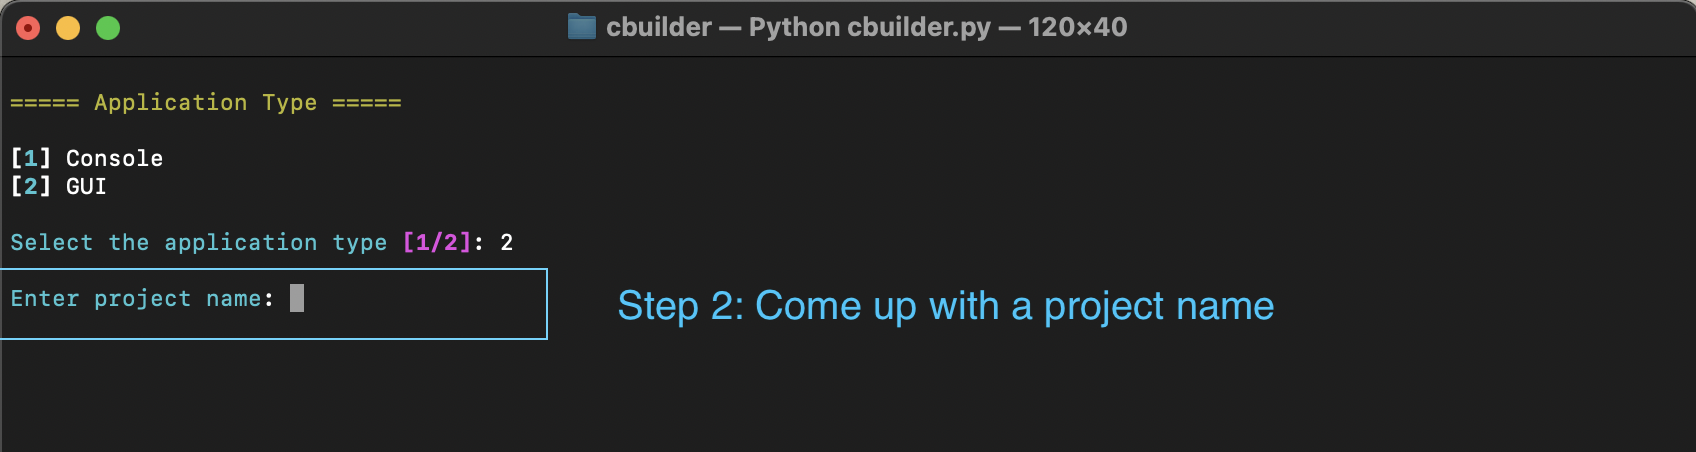 cbuilder — Python cbuilder.py — 120×40
===== Application Type =====
[1] Console
[2] GUI
Select the application type [1/2]: 2
Enter project name:
Step 2: Come up with a project name